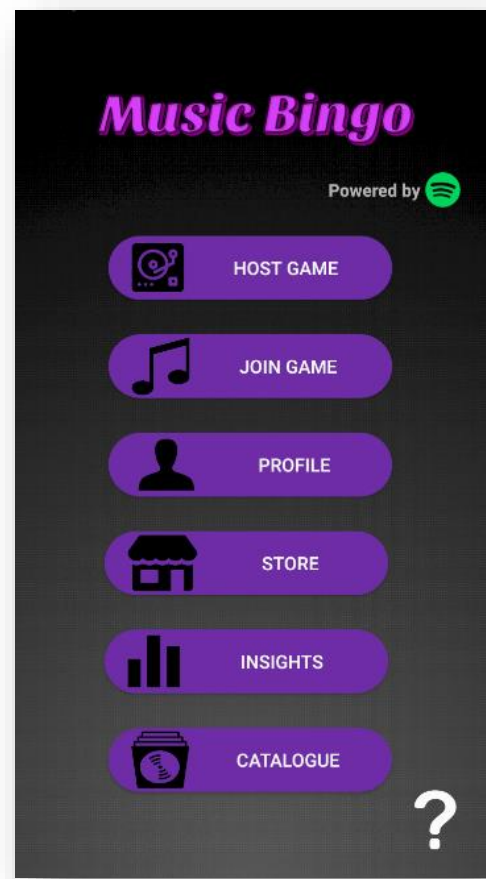 Music Bingo
Powered by
HOST GAME
JOIN GAME
PROFILE
STORE
INSIGHTS
CATALOGUE
?